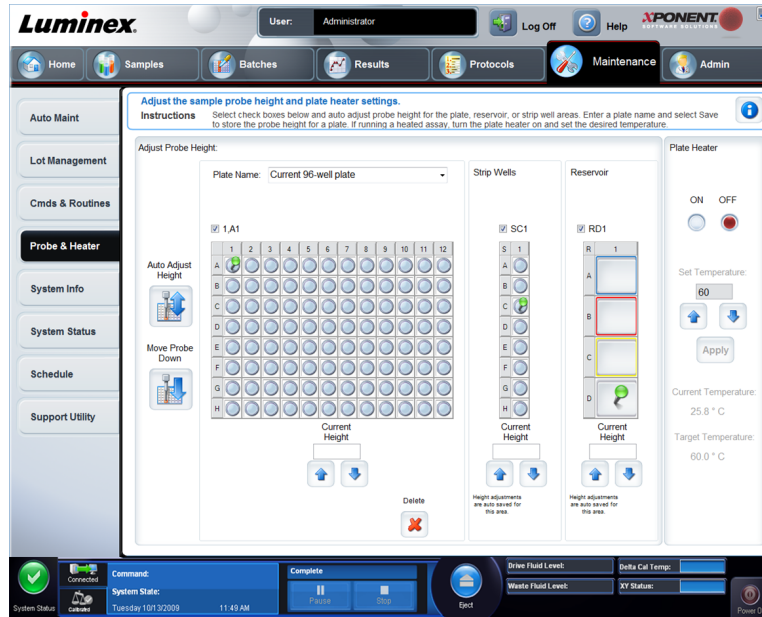 Luminex.
User: Administrator
Log Off
Help
XPONENT
SOFTWARE SOLUTIONS
Home
Samples
Batches
Results
Protocols
Maintenance
Admin
Auto Maint
Lot Management
Cmds & Routines
Probe & Heater
System Info
System Status
Schedule
Support Utility
Adjust the sample probe height and plate heater settings.
Instructions
Select check boxes below and auto adjust probe height for the plate, reservoir, or strip well areas. Enter a plate name and select Save
to store the probe height for a plate. If running a heated assay, turn the plate heater on and set the desired temperature.
Adjust Probe Height:
Plate Name: Current 96-well plate
1,A1
1 2 3 4 5 6 7 8 9 10 11 12
A
B
C
D
E
F
G
H
Auto Adjust
Height
Move Probe
Down
Current
Height
Delete
Strip Wells
SC1
S 1
A
B
C
D
E
F
G
H
Current
Height
Height adjustments
are auto saved for
this area.
Reservoir
RD1
R 1
A
B
C
D
Current
Height
Height adjustments
are auto saved for
this area.
Plate Heater
ON OFF
Set Temperature:
60
Apply
Current Temperature:
25.8 ° C
Target Temperature:
60.0 ° C
System Status
Connected
Calibrated
Command:
System State:
Tuesday 10/13/2009 11:49 AM
Complete
Pause
Stop
Eject
Drive Fluid Level:
Waste Fluid Level:
Delta Cal Temp:
XY Status:
Power O